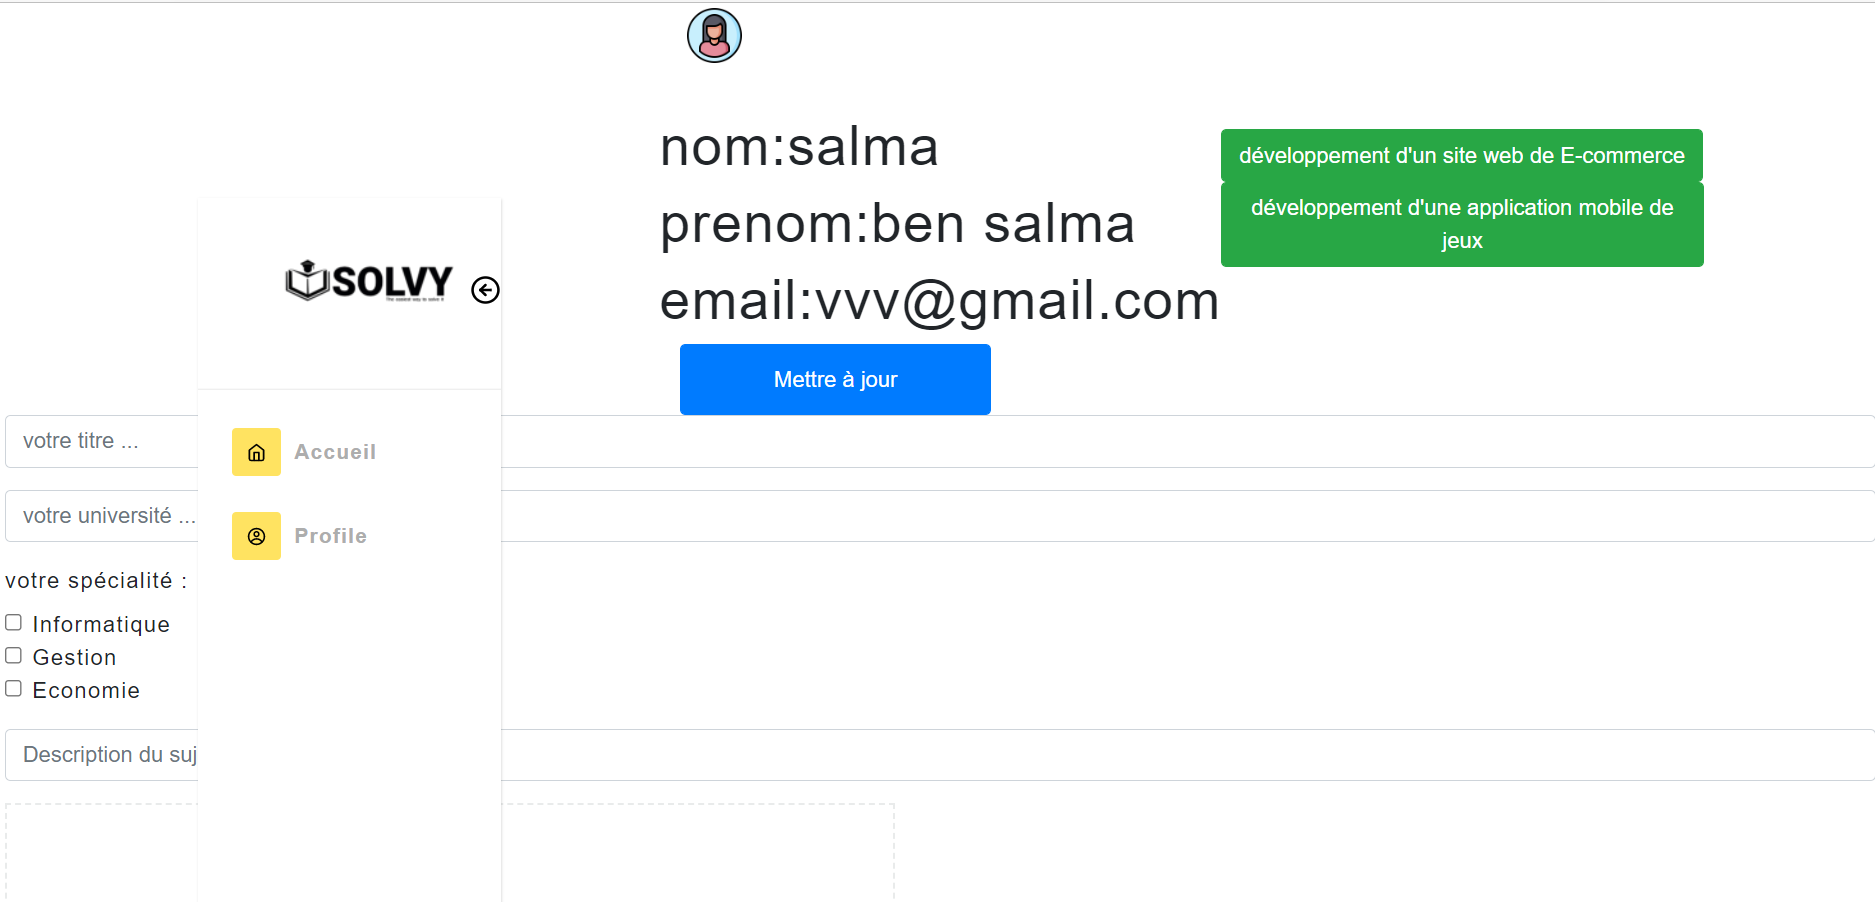 nom:salma
prenom:ben salma
email:vvv@gmail.com
Mettre à jour
développement d'un site web de E-commerce
développement d'une application mobile de
jeux
SOLVY
Accueil
Profile
votre titre ...
votre université ...
votre spécialité :
Informatique
Gestion
Economie
Description du suj